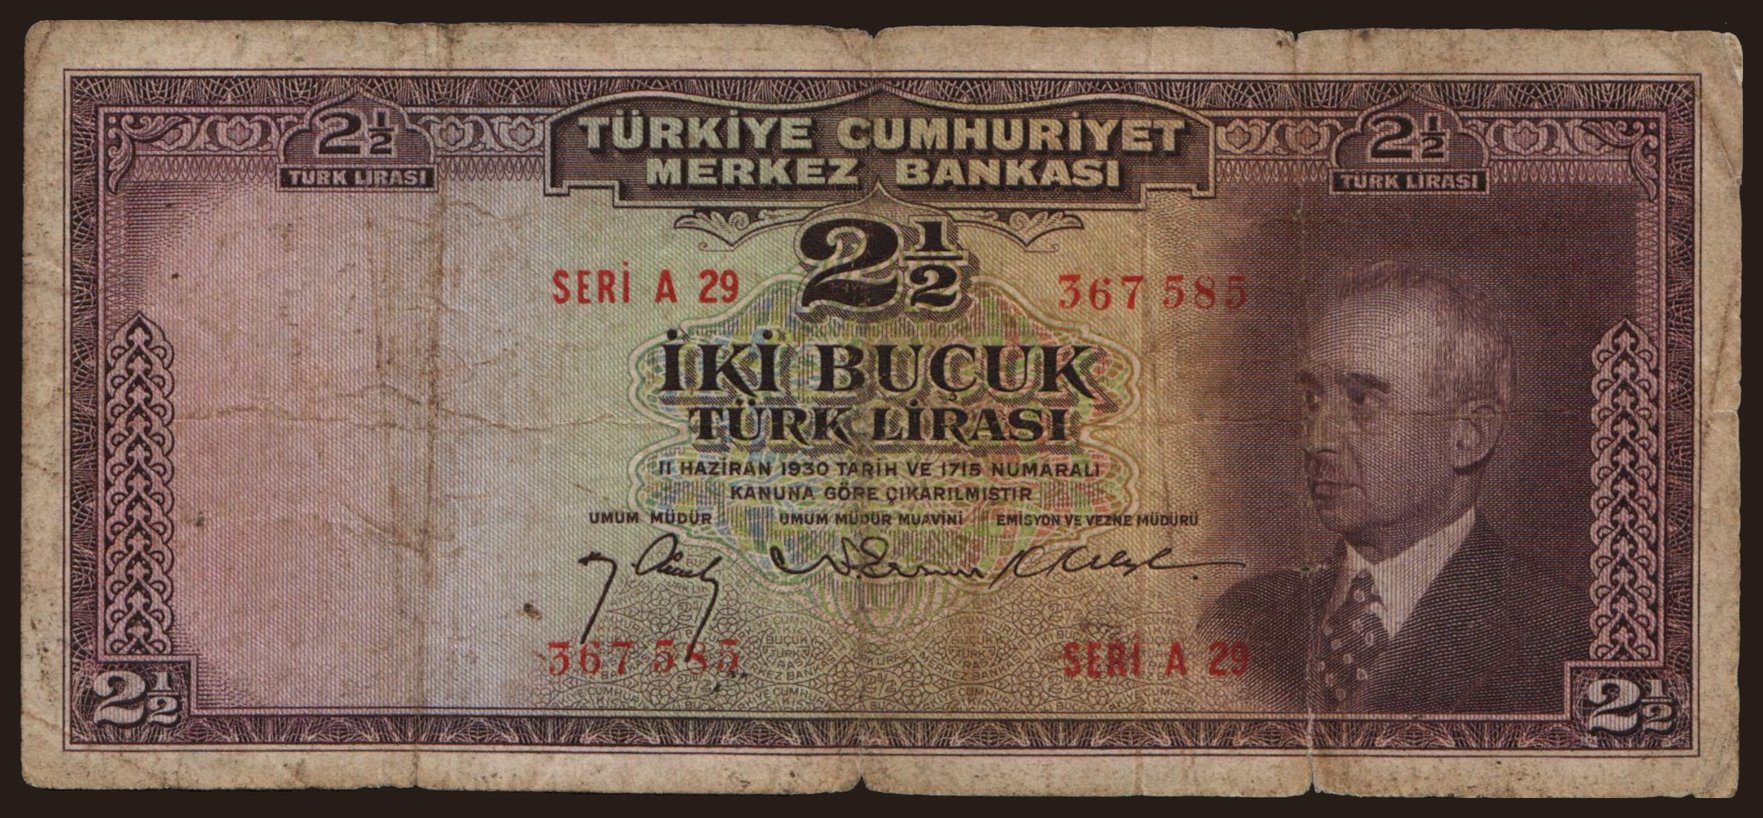 TÜRKİYE CUMHURİYET
MERKEZ BANKASI
2½ 2½
TÜRK LİRASI TÜRK LİRASI
2½
SERİ A 29 367 585
İKİ BUÇUK
TÜRK LİRASI
11 HAZİRAN 1930 TARİH VE 1715 NUMARALI
KANUNA GÖRE ÇIKARILMIŞTIR
UMUM MÜDÜR UMUM MÜDÜR MUAVİNİ EMİSYON VE VEZNE MÜDÜRÜ
367 585 SERİ A 29
2½ 2½